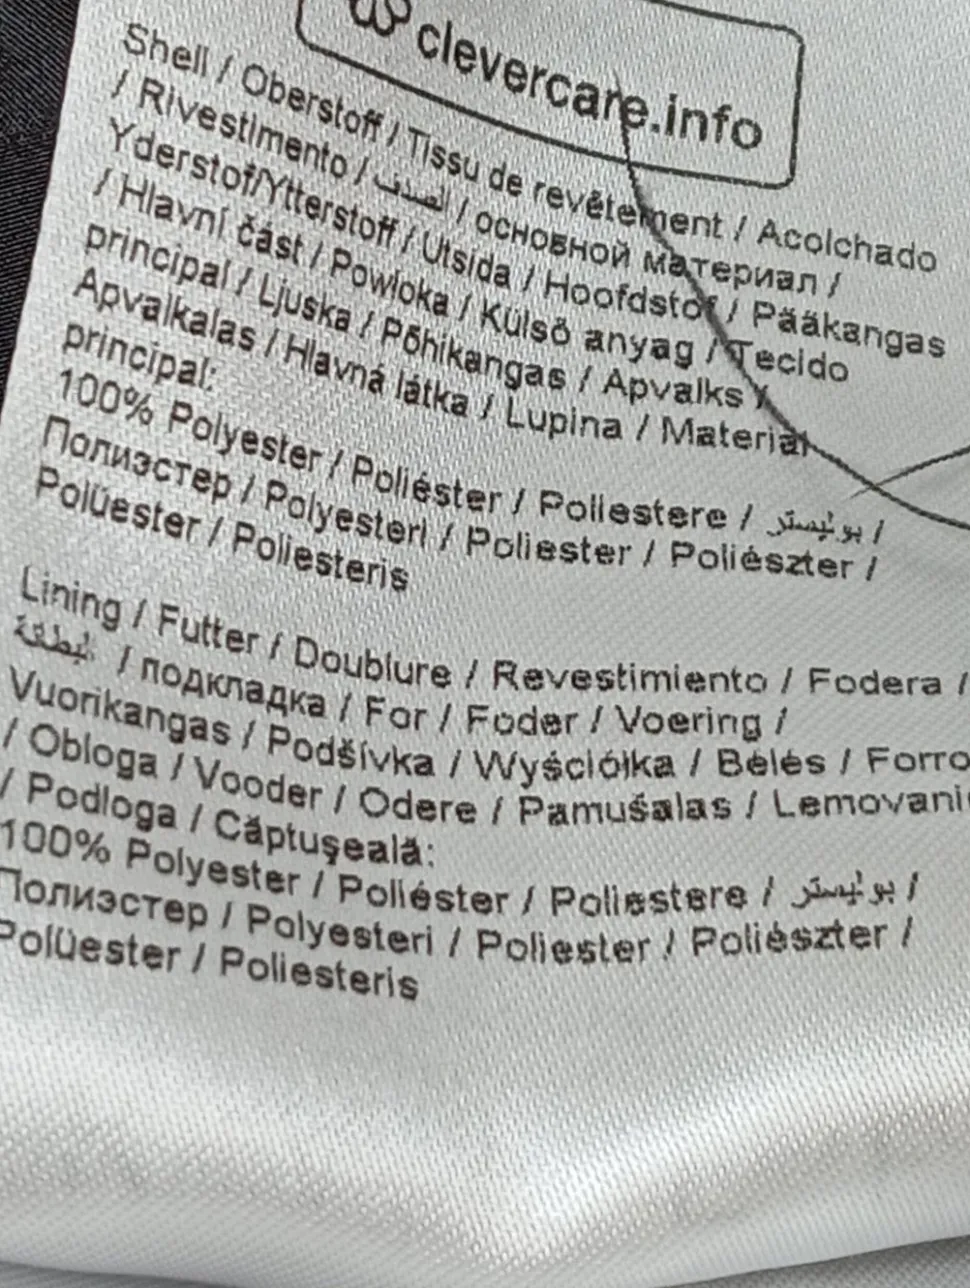 clevercare.info
Shell / Oberstoff / Tissu de revêtement / Acolchado
/ Rivestimento / الصدف / основной материал /
Yderstof/Ytterstoff / Utsida / Hoofdstof / Pääkangas
/ Hlavní část / Powłoka / Külső anyag / Tecido
principal / Ljuska / Põhikangas / Apvalks /
Apvalkalas / Hlavná látka / Lupina / Material
principal:
100% Polyester / Poliéster / Poliestere / بوليستر /
Полиэстер / Polyesteri / Poliester / Poliészter /
Polüester / Poliesteris
Lining / Futter / Doublure / Revestimiento / Fodera /
البطانة / подкладка / For / Foder / Voering /
Vuorikangas / Podšívka / Wyściółka / Bélés / Forro
/ Obloga / Vooder / Odere / Pamušalas / Lemovani
/ Podloga / Căptuşeală:
100% Polyester / Poliéster / Poliestere / بوليستر /
Полиэстер / Polyesteri / Poliester / Poliészter /
Polüester / Poliesteris